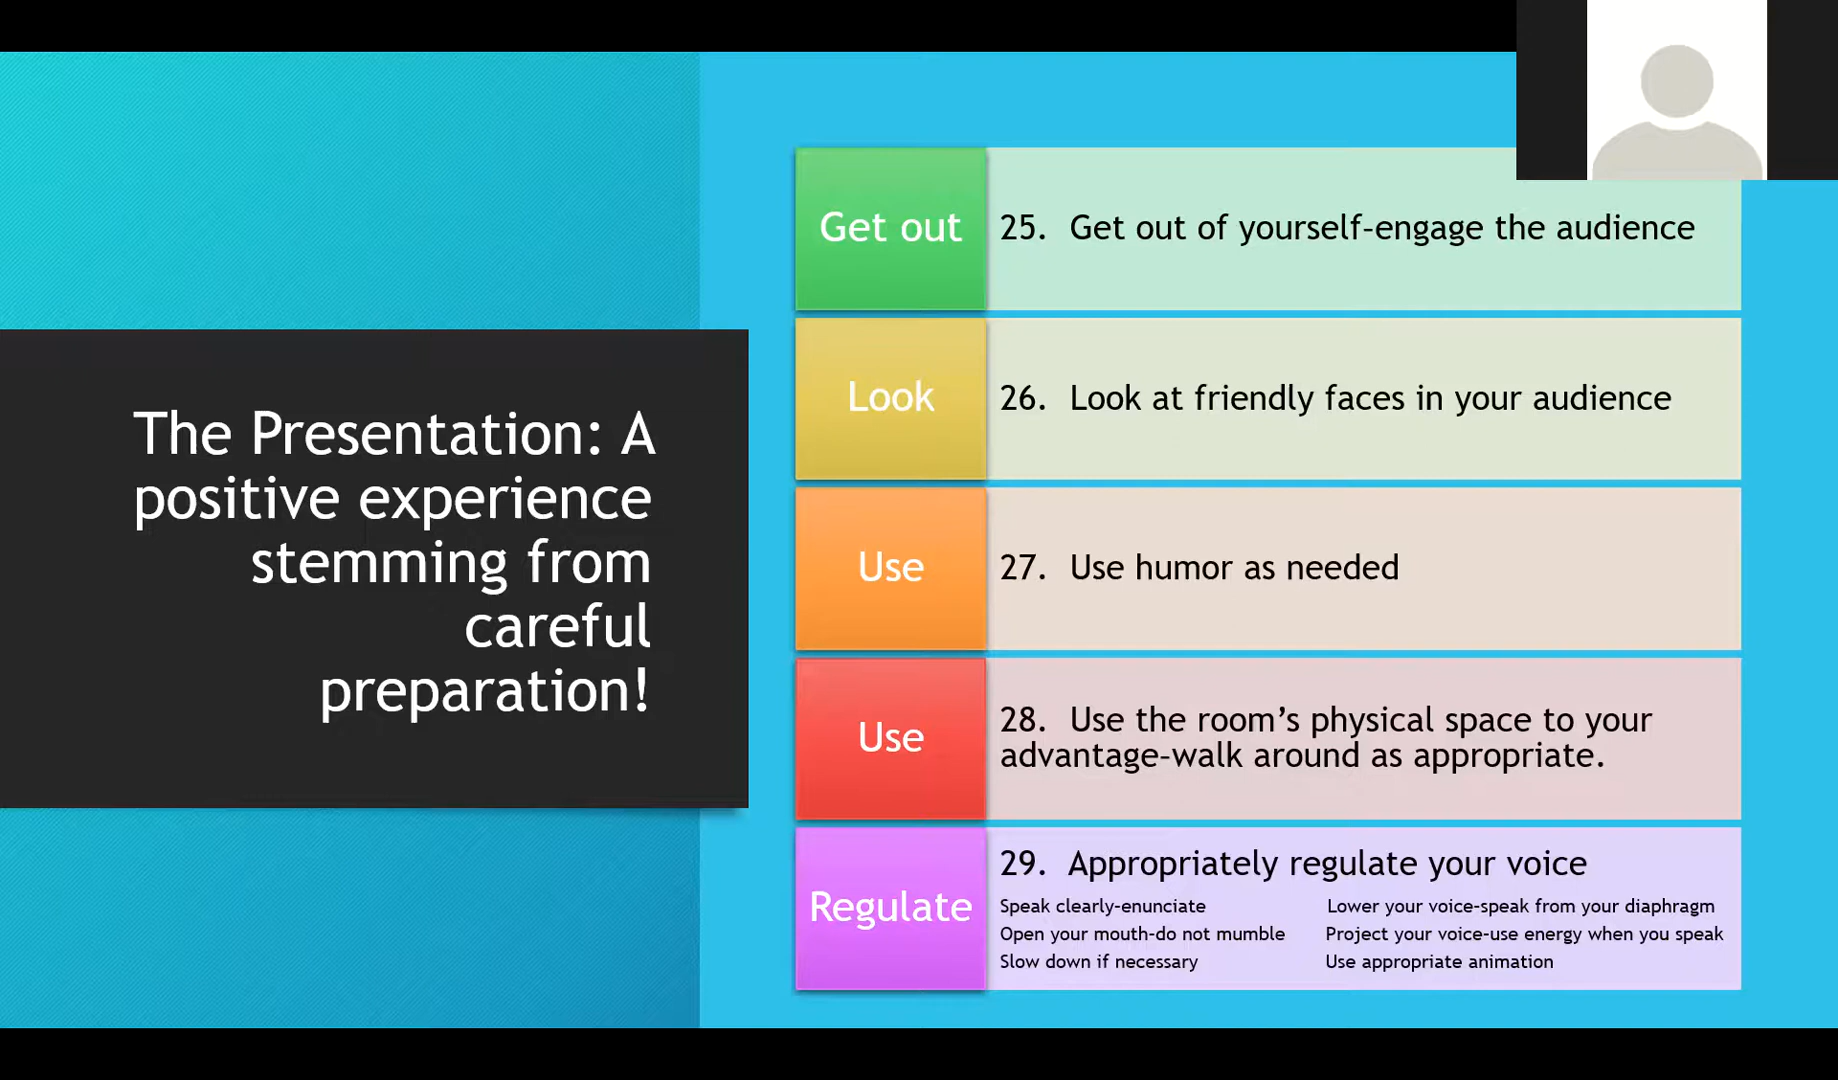 The Presentation: A
positive experience
stemming from
careful
preparation!
Get out
25. Get out of yourself-engage the audience
Look
26. Look at friendly faces in your audience
Use
27. Use humor as needed
Use
28. Use the room’s physical space to your
advantage-walk around as appropriate.
Regulate
29. Appropriately regulate your voice
Speak clearly-enunciate Lower your voice-speak from your diaphragm
Open your mouth-do not mumble Project your voice-use energy when you speak
Slow down if necessary Use appropriate animation